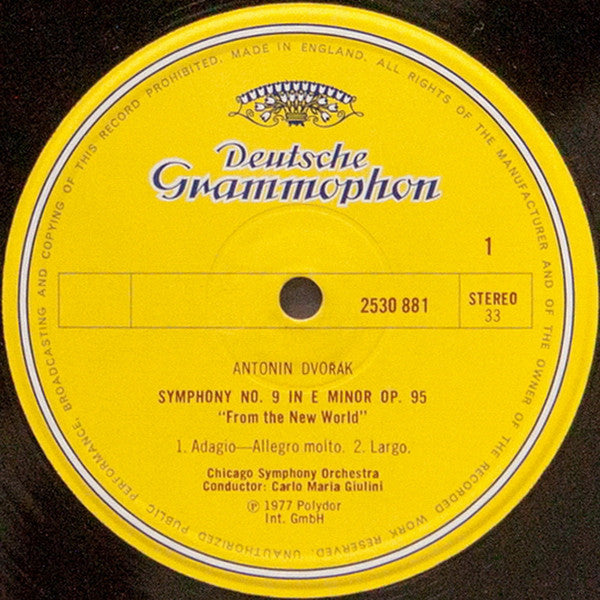 MADE IN ENGLAND. ALL RIGHTS OF THE MANUFACTURER AND OF THE OWNER OF THE RECORDED WORK RESERVED. UNAUTHORIZED PUBLIC PERFORMANCE, BROADCASTING AND COPYING OF THIS RECORD PROHIBITED.
Deutsche
Grammophon
1
2530 881
STEREO
33
ANTONIN DVOŘÁK
SYMPHONY NO. 9 IN E MINOR OP. 95
"From the New World"
1. Adagio—Allegro molto. 2. Largo.
Chicago Symphony Orchestra
Conductor: Carlo Maria Giulini
℗ 1977 Polydor
Int. GmbH